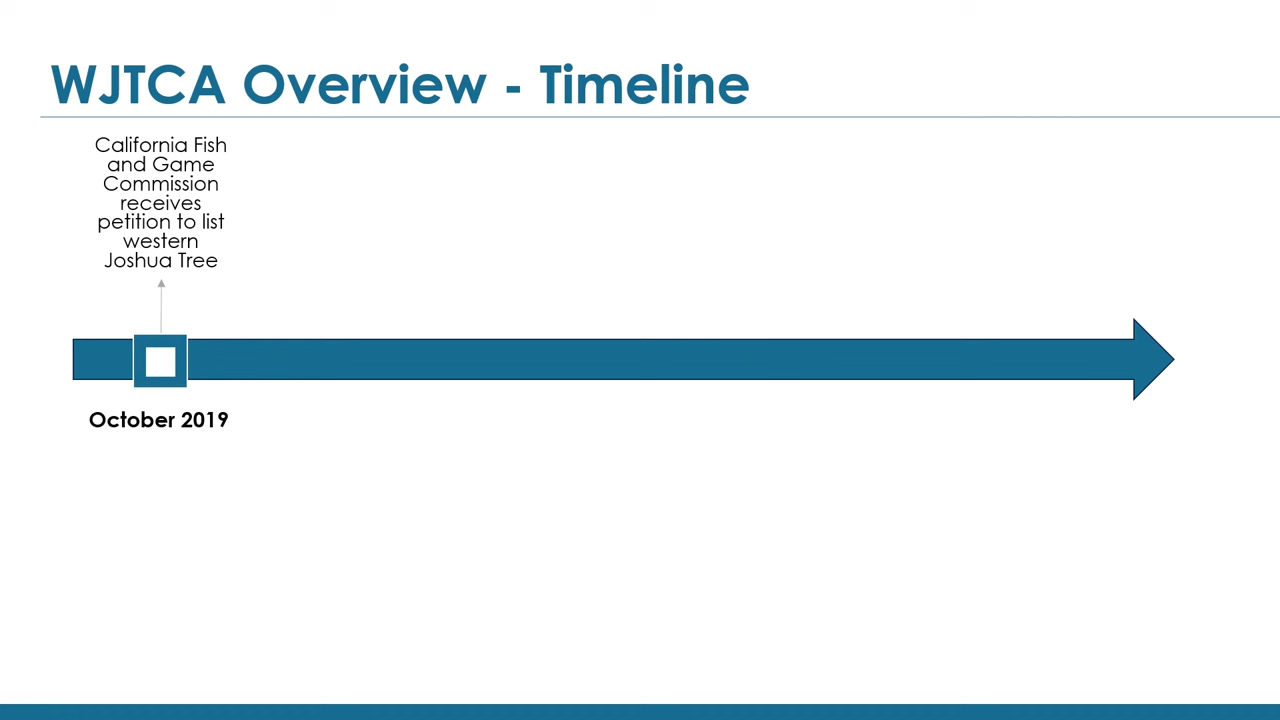 WJTCA Overview - Timeline
California Fish
and Game
Commission
receives
petition to list
western
Joshua Tree
October 2019